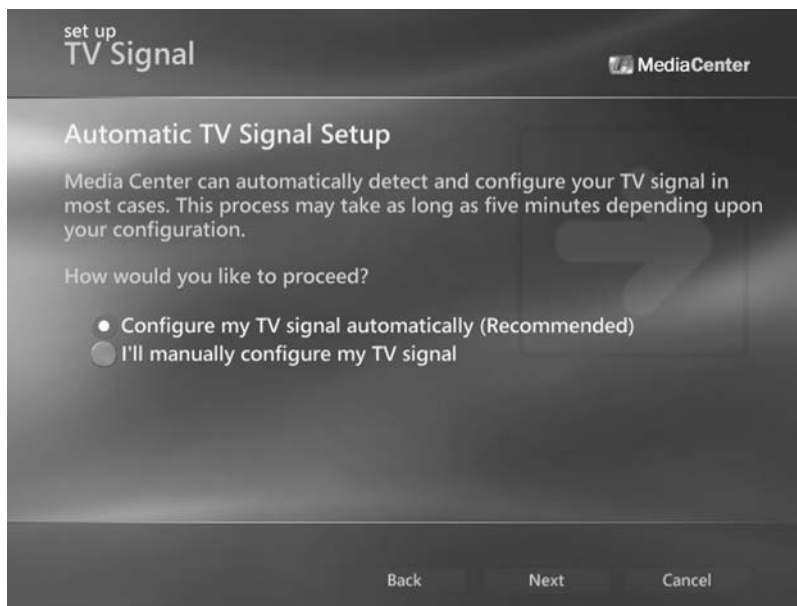 set up
TV Signal
MediaCenter
Automatic TV Signal Setup
Media Center can automatically detect and configure your TV signal in
most cases. This process may take as long as five minutes depending upon
your configuration.
How would you like to proceed?
Configure my TV signal automatically (Recommended)
I'll manually configure my TV signal
Back Next Cancel